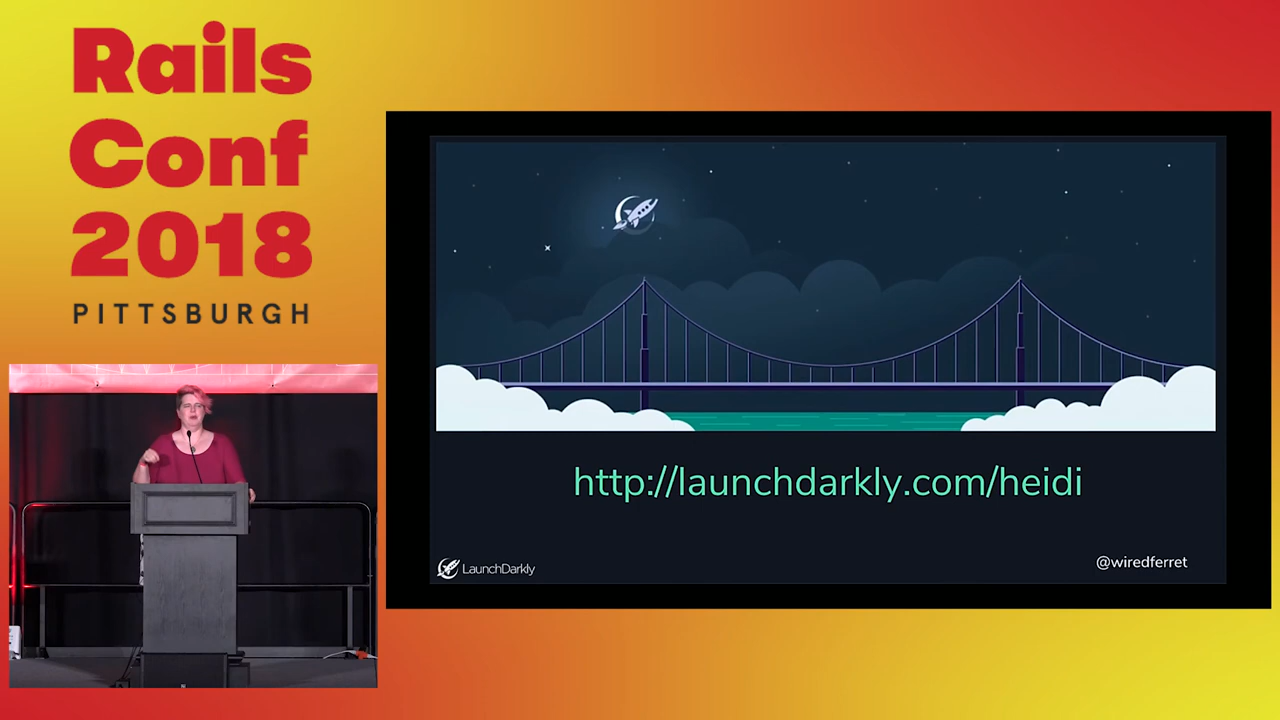 Rails
Conf
2018
PITTSBURGH
http://launchdarkly.com/heidi
LaunchDarkly
@wiredferret